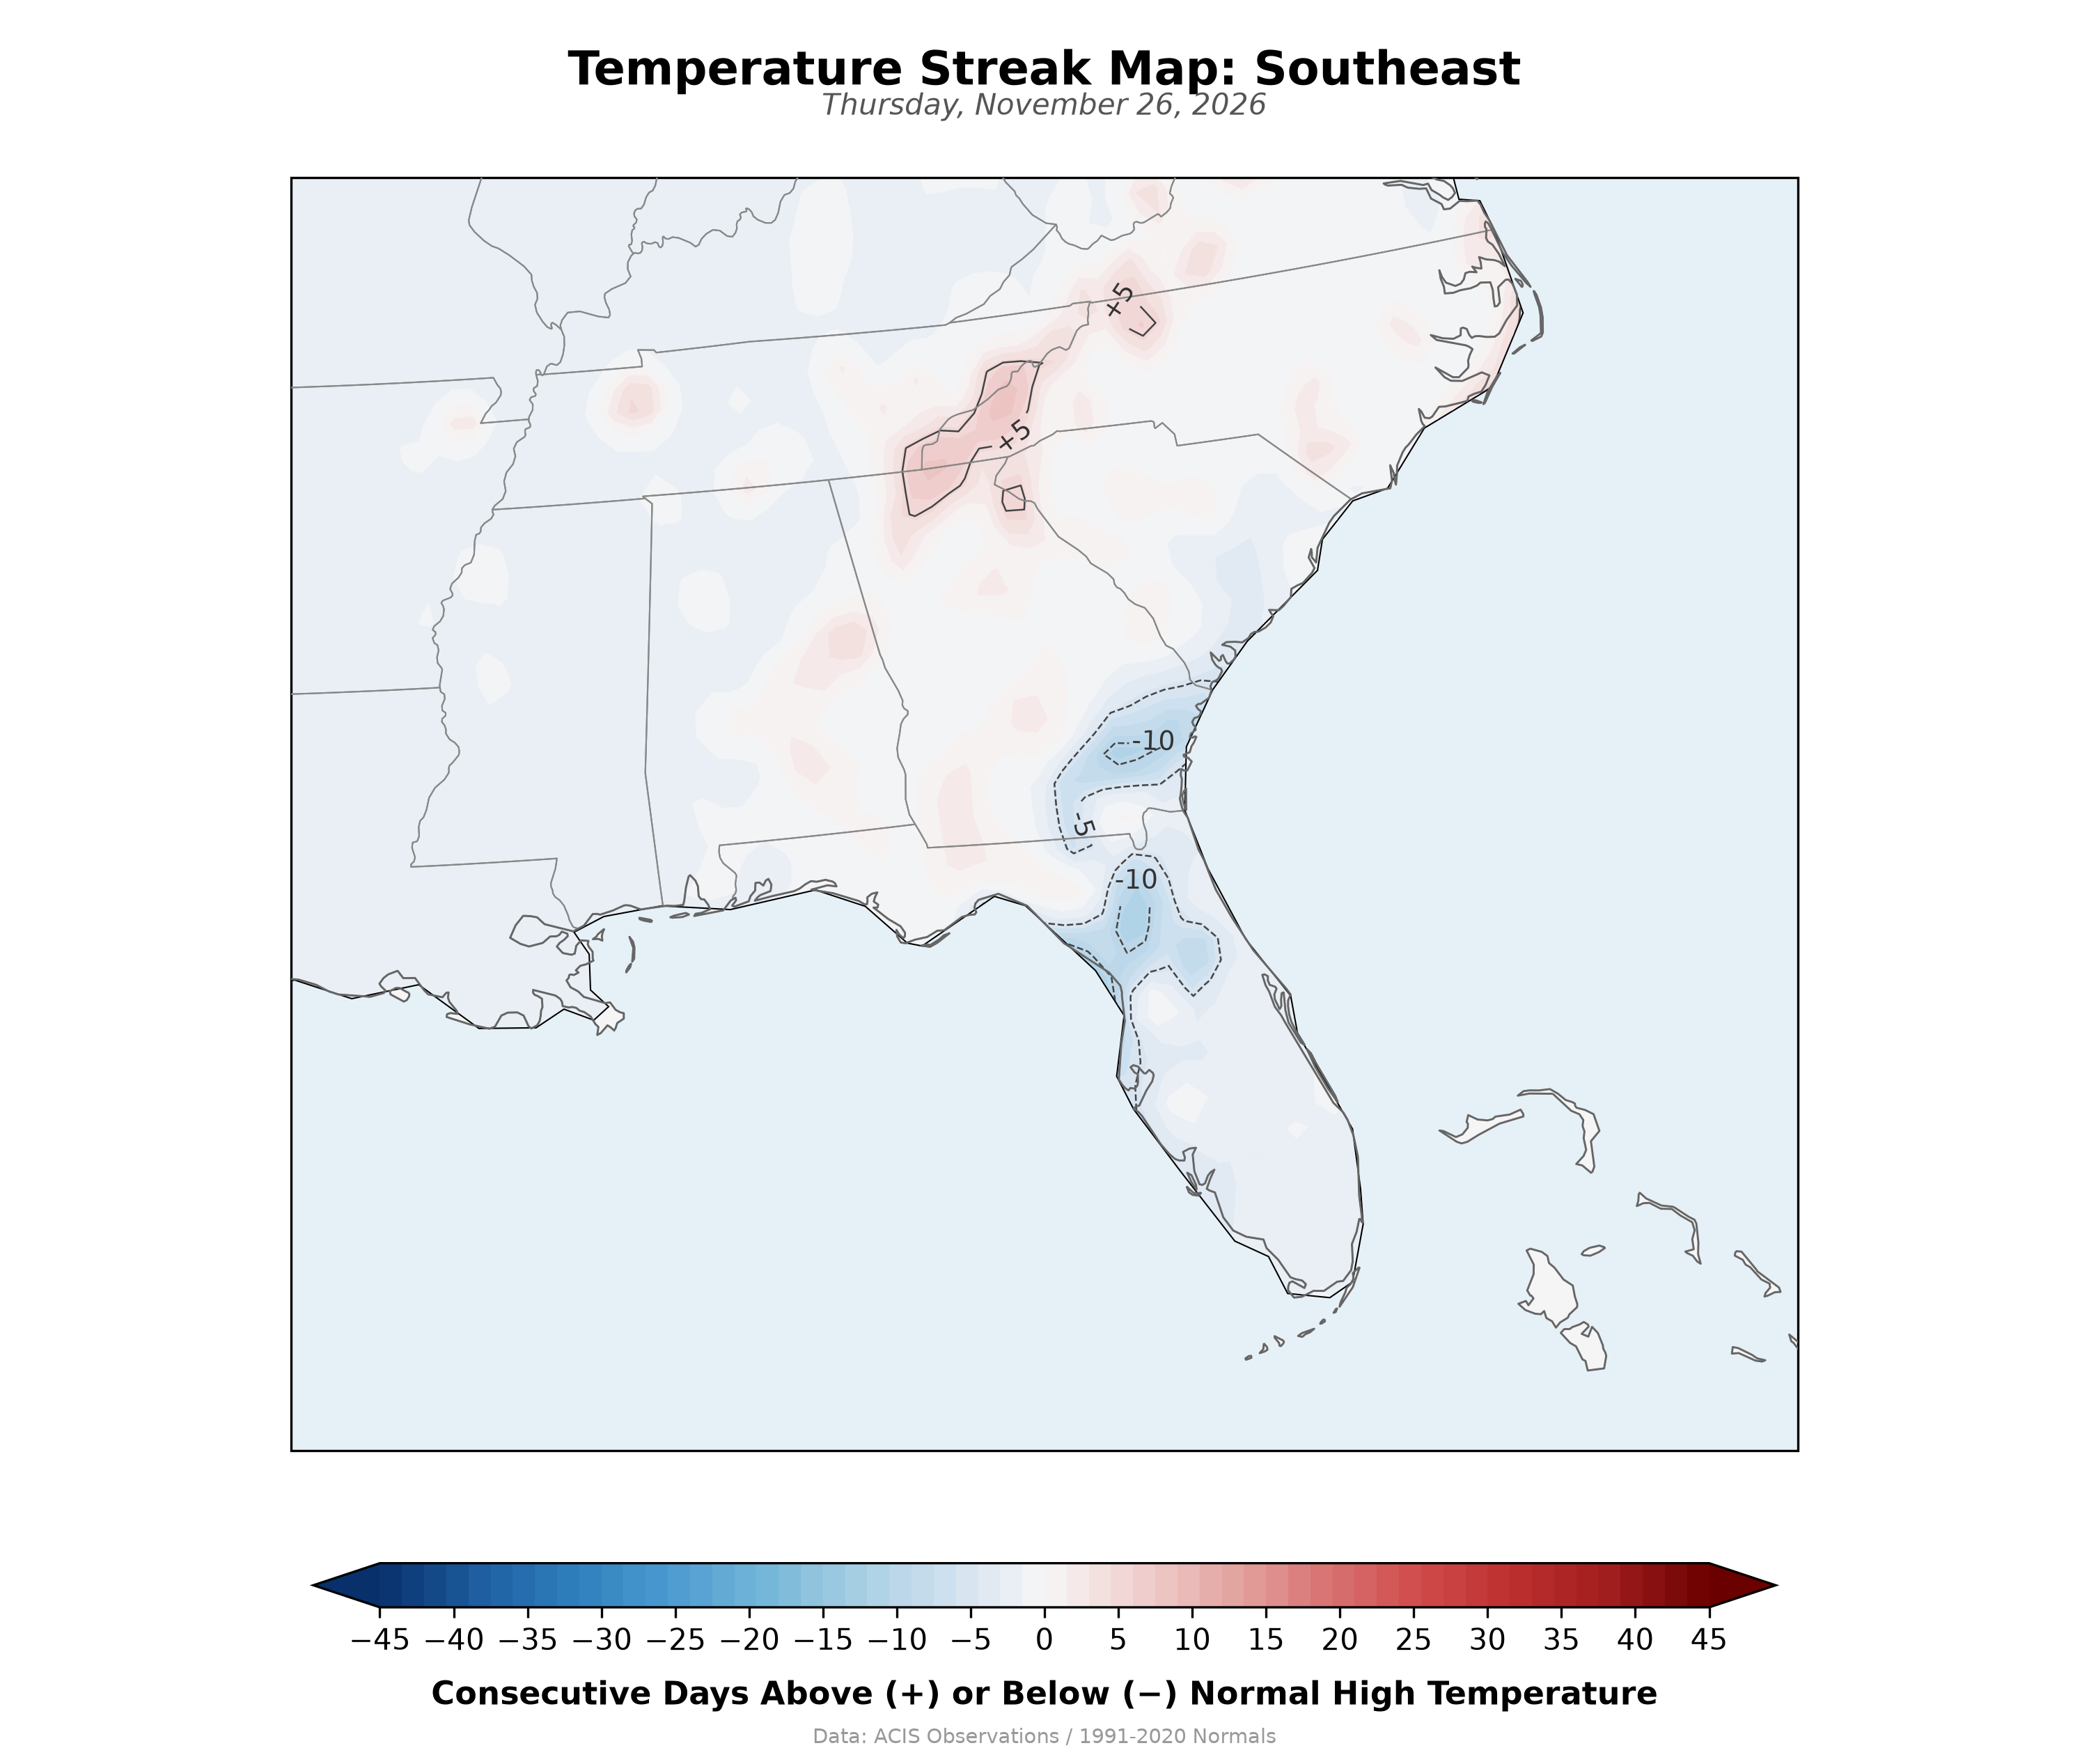 Temperature Streak Map: Southeast
Thursday, November 26, 2026
+5
+5
-10
-5
-10
−45 −40 −35 −30 −25 −20 −15 −10 −5 0 5 10 15 20 25 30 35 40 45
Consecutive Days Above (+) or Below (−) Normal High Temperature
Data: ACIS Observations / 1991-2020 Normals